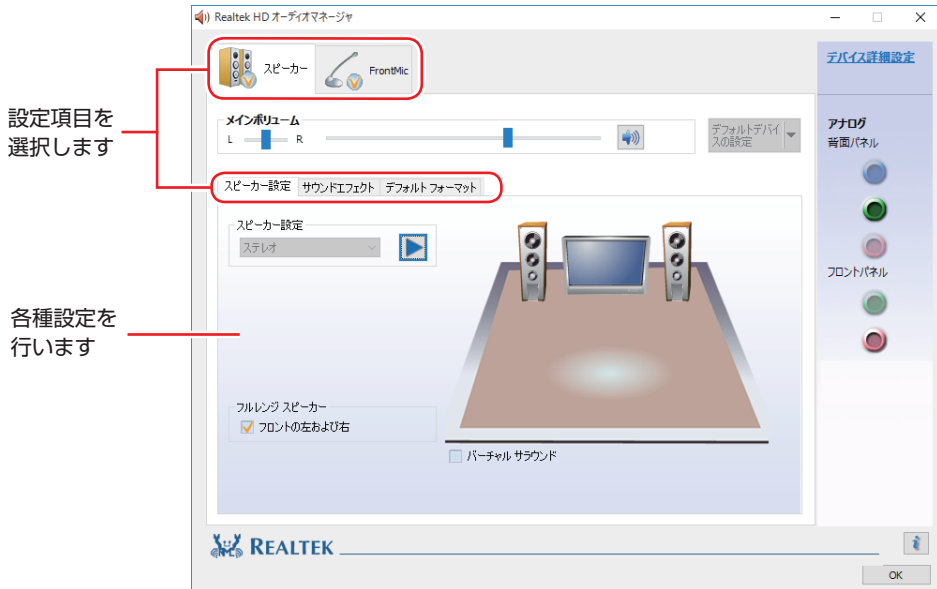 Realtek HD オーディオマネージャ
スピーカー
FrontMic
デバイス詳細設定
設定項目を
選択します
メインボリューム
L
R
デフォルトデバイ
スの設定
アナログ
背面パネル
スピーカー設定
サウンドエフェクト
デフォルト フォーマット
スピーカー設定
ステレオ
フロントパネル
各種設定を
行います
フルレンジ スピーカー
フロントの左および右
バーチャル サラウンド
REALTEK
i
OK